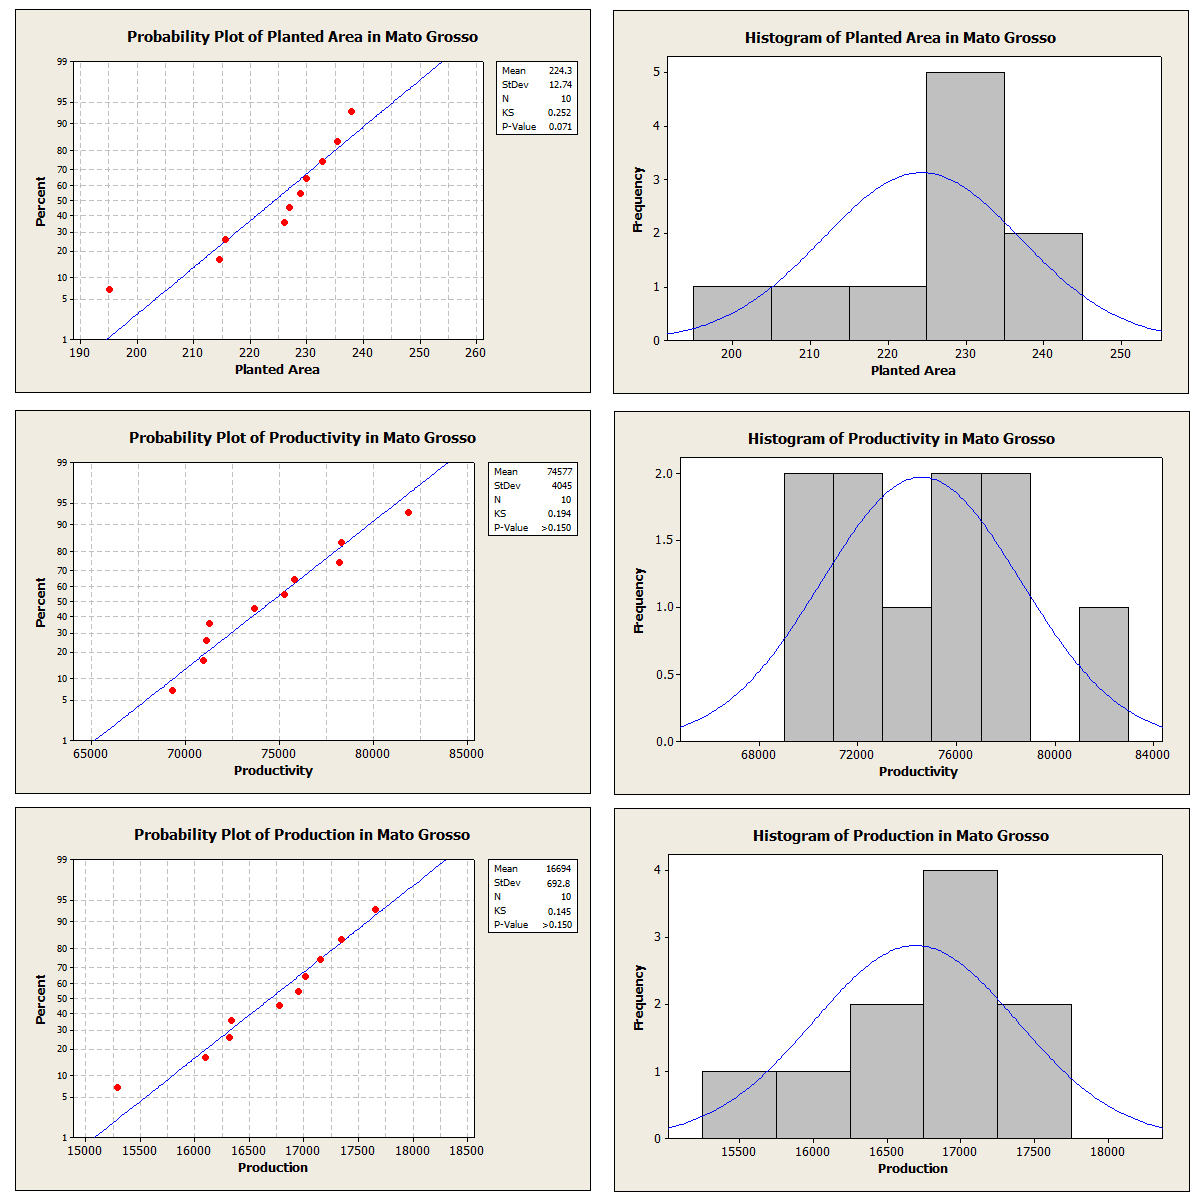 Probability Plot of Planted Area in Mato Grosso
99
95
90
80
70
60
50
40
30
20
10
5
1
Percent
190 200 210 220 230 240 250 260
Planted Area
Mean 224.3
StDev 12.74
N 10
KS 0.252
P-Value 0.071
Histogram of Planted Area in Mato Grosso
5
4
3
2
1
0
Frequency
200 210 220 230 240 250
Planted Area
Probability Plot of Productivity in Mato Grosso
99
95
90
80
70
60
50
40
30
20
10
5
1
Percent
65000 70000 75000 80000 85000
Productivity
Mean 74577
StDev 4045
N 10
KS 0.194
P-Value >0.150
Histogram of Productivity in Mato Grosso
2.0
1.5
1.0
0.5
0.0
Frequency
68000 72000 76000 80000 84000
Productivity
Probability Plot of Production in Mato Grosso
99
95
90
80
70
60
50
40
30
20
10
5
1
Percent
15000 15500 16000 16500 17000 17500 18000 18500
Production
Mean 16694
StDev 692.8
N 10
KS 0.145
P-Value >0.150
Histogram of Production in Mato Grosso
4
3
2
1
0
Frequency
15500 16000 16500 17000 17500 18000
Production